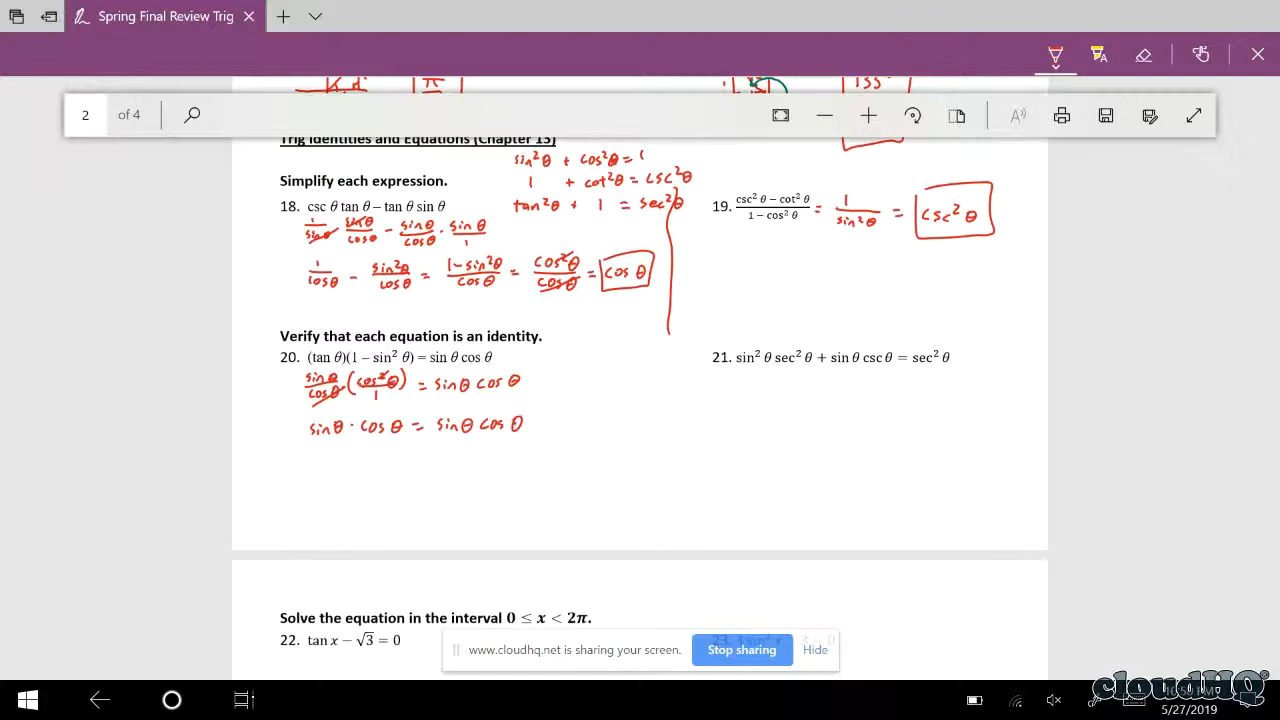 Spring Final Review Trig
2 of 4
Trig Identities and Equations (Chapter 13)
sin²θ + cos²θ = 1
1 + cot²θ = csc²θ
tan²θ + 1 = sec²θ
Simplify each expression.
18. csc θ tan θ – tan θ sin θ
1/sinθ · sinθ/cosθ – sinθ/cosθ · sinθ/1
1/cosθ – sin²θ/cosθ = 1-sin²θ/cosθ = cos²θ/cosθ = cos θ
19. csc² θ – cot² θ / 1 – cos² θ = 1/sin²θ = csc²θ
Verify that each equation is an identity.
20. (tan θ)(1 – sin² θ) = sin θ cos θ
sinθ/cosθ (cos²θ/1) = sinθ cosθ
sinθ · cosθ = sinθ cosθ
21. sin² θ sec² θ + sin θ csc θ = sec² θ
Solve the equation in the interval 0 ≤ x < 2π.
22. tan x – √3 = 0
www.cloudhq.net is sharing your screen.
Stop sharing
Hide
cloudHQ
5/27/2019